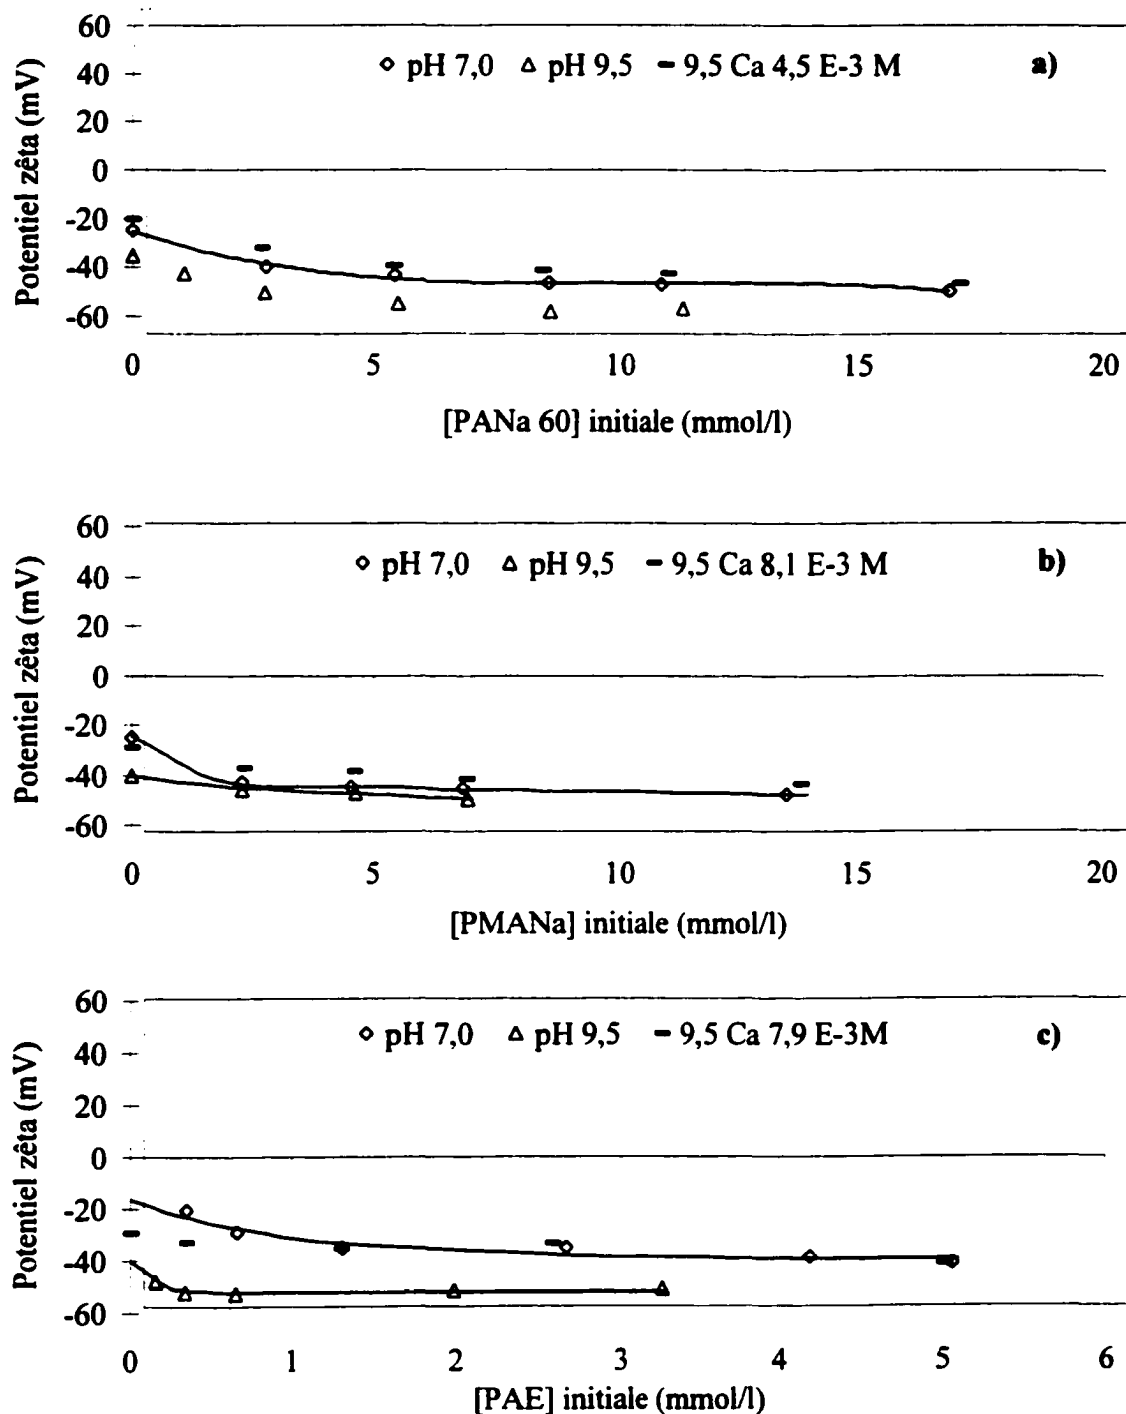 60
◇ pH 7,0 △ pH 9,5 - 9,5 Ca 4,5 E-3 M a)
40
20
0
-20
-40
-60
Potentiel zêta (mV)
0 5 10 15 20
[PANa 60] initiale (mmol/l)
60
◇ pH 7,0 △ pH 9,5 - 9,5 Ca 8,1 E-3 M b)
40
20
0
-20
-40
-60
Potentiel zêta (mV)
0 5 10 15 20
[PMANa] initiale (mmol/l)
60
◇ pH 7,0 △ pH 9,5 - 9,5 Ca 7,9 E-3M c)
40
20
0
-20
-40
-60
Potentiel zêta (mV)
0 1 2 3 4 5 6
[PAE] initiale (mmol/l)